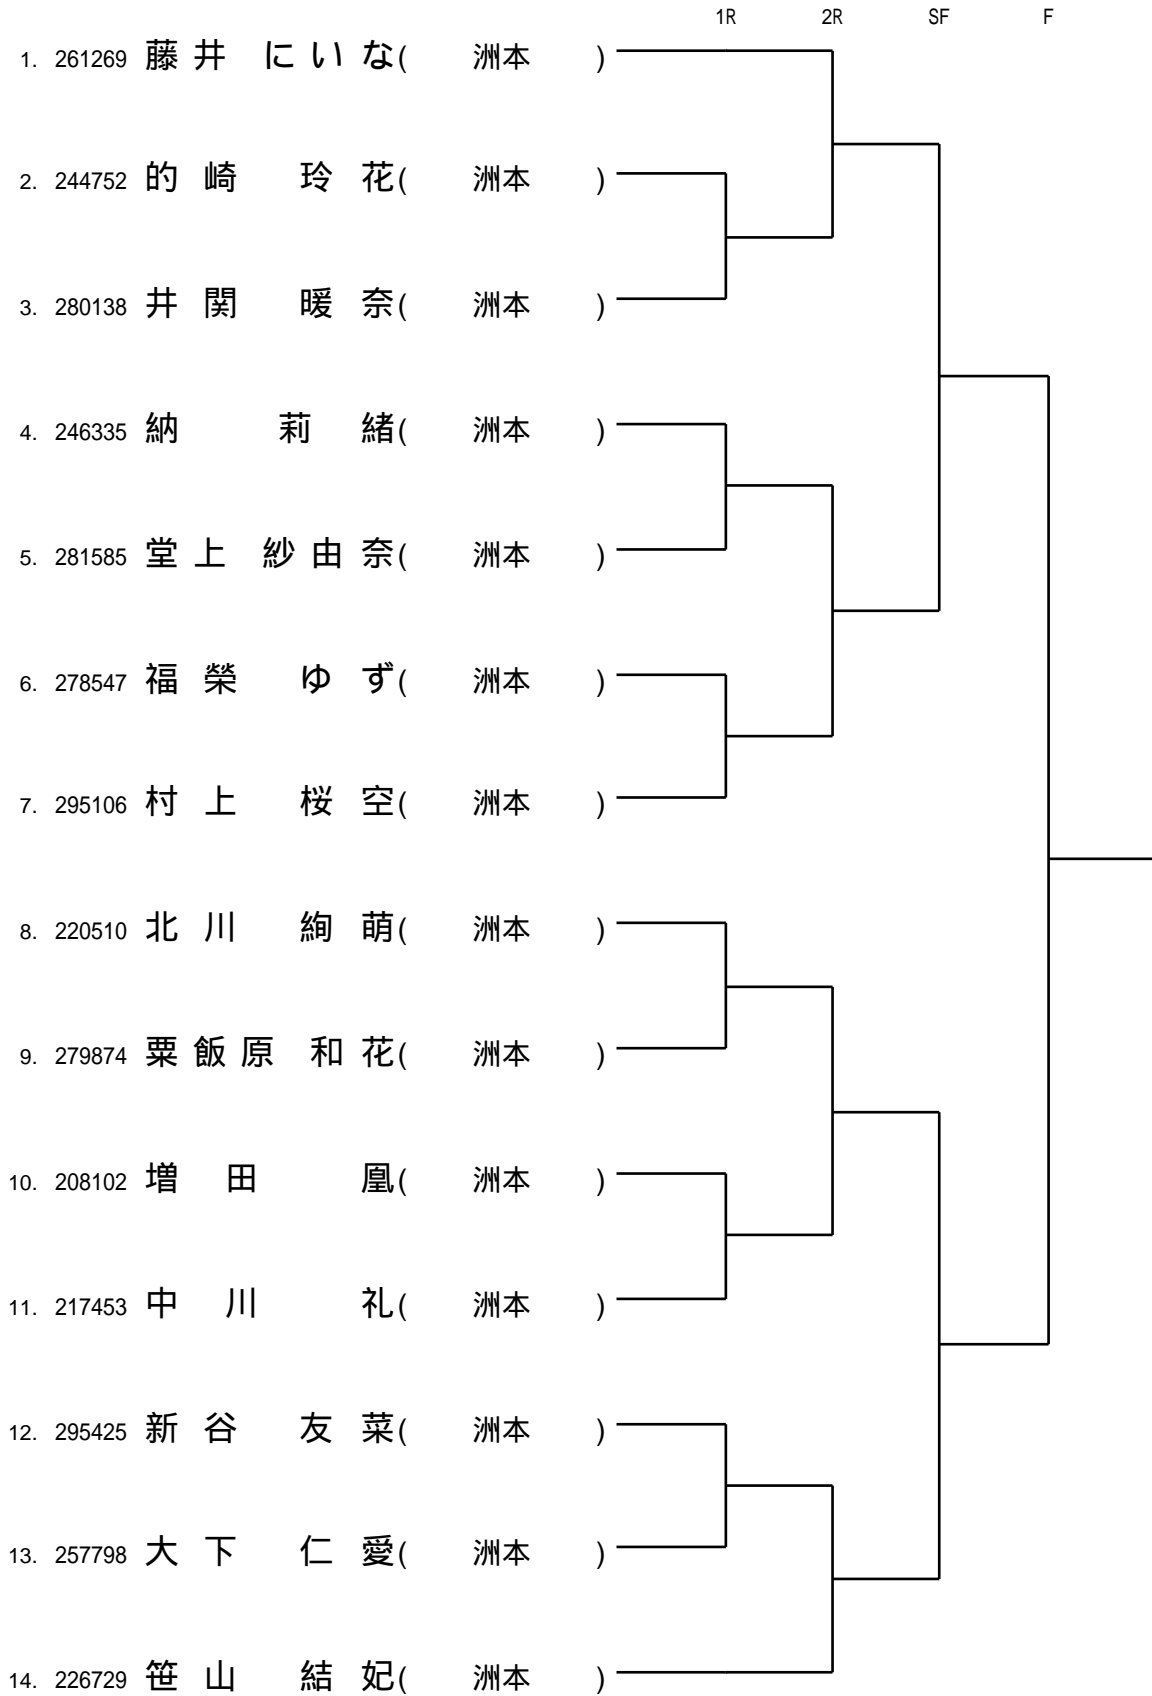 1R 2R SF F
1. 261269 藤井 にいな( 洲本 )
2. 244752 的崎 玲花( 洲本 )
3. 280138 井関 暖奈( 洲本 )
4. 246335 納 莉緒( 洲本 )
5. 281585 堂上 紗由奈( 洲本 )
6. 278547 福榮 ゆず( 洲本 )
7. 295106 村上 桜空( 洲本 )
8. 220510 北川 絢萌( 洲本 )
9. 279874 粟飯原 和花( 洲本 )
10. 208102 増田 凰( 洲本 )
11. 217453 中川 礼( 洲本 )
12. 295425 新谷 友菜( 洲本 )
13. 257798 大下 仁愛( 洲本 )
14. 226729 笹山 結妃( 洲本 )